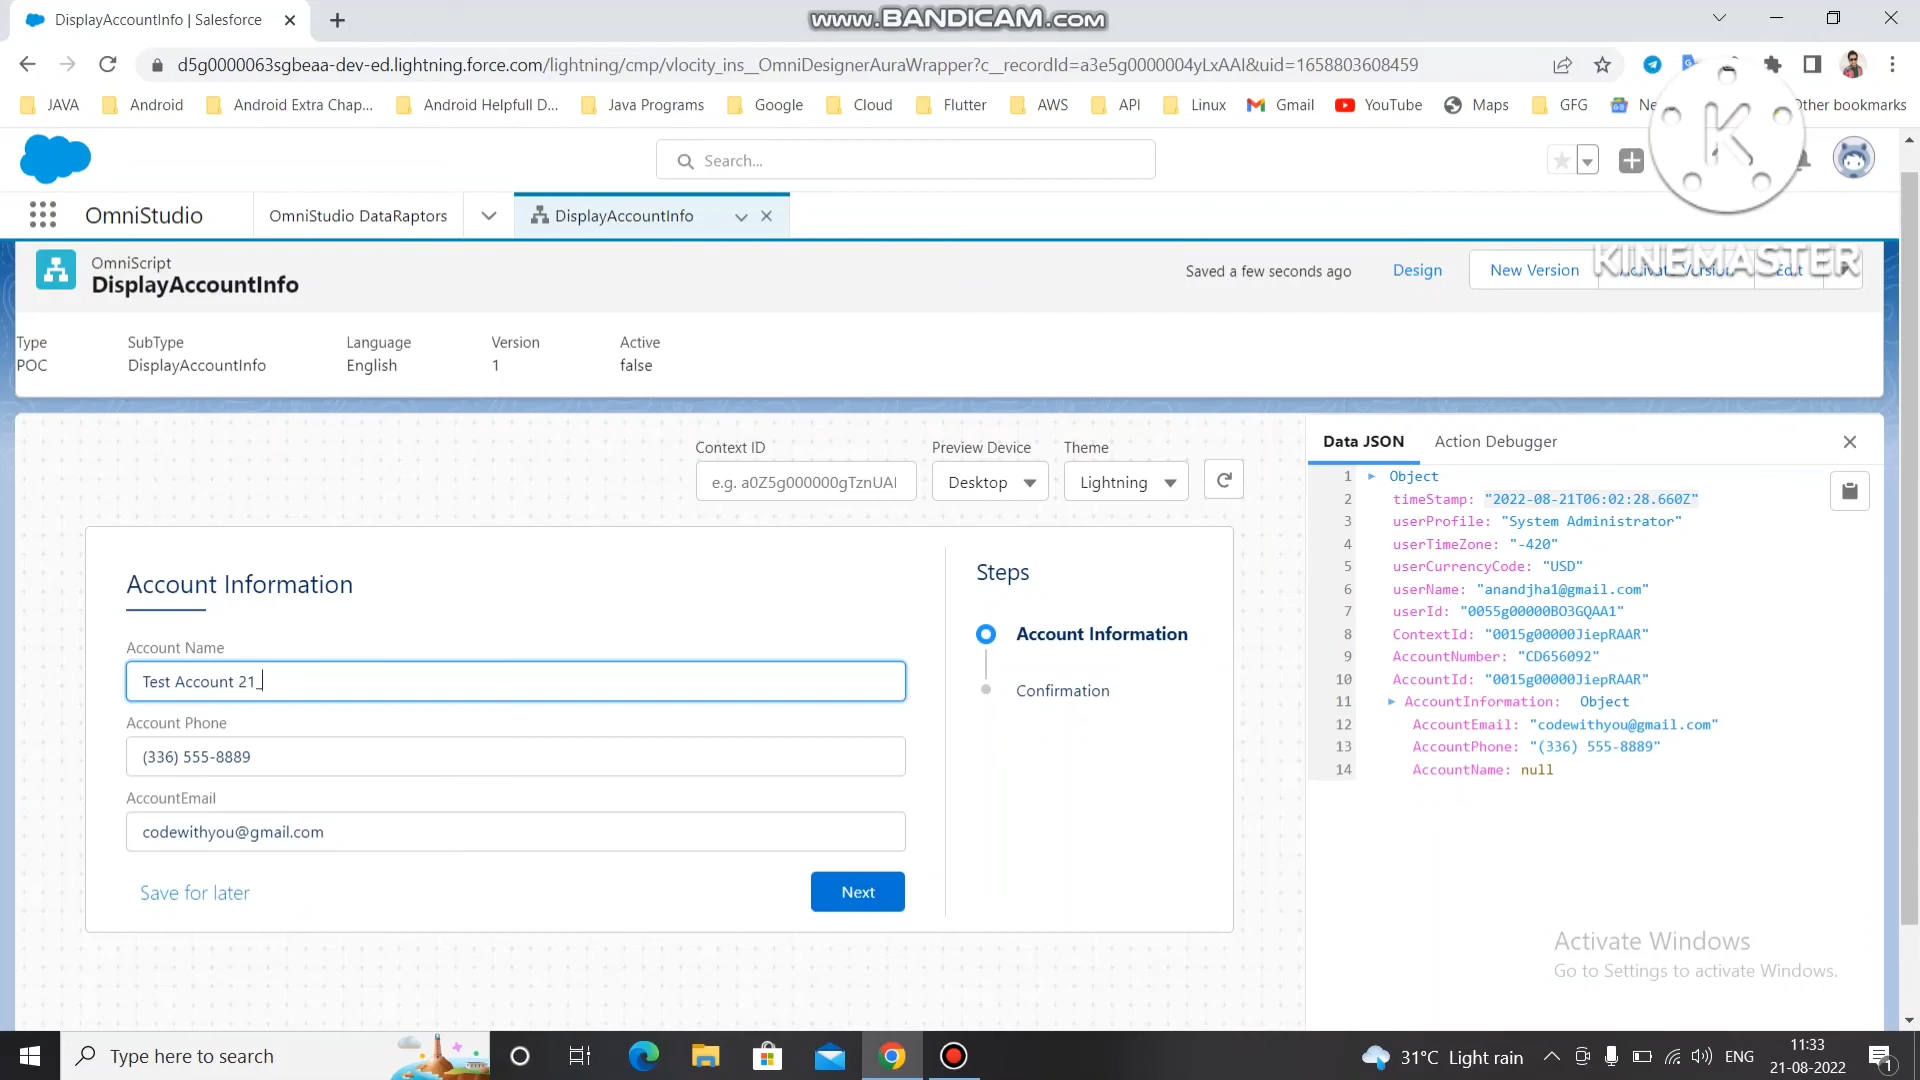 DisplayAccountInfo | Salesforce
www.BANDICAM.com
d5g0000063sgbeaa-dev-ed.lightning.force.com/lightning/cmp/vlocity_ins__OmniDesignerAuraWrapper?c__recordId=a3e5g0000004yLxAAI&uid=1658803608459
JAVA Android Android Extra Chap... Android Helpfull D... Java Programs Google Cloud Flutter AWS API Linux Gmail YouTube Maps GFG Other bookmarks
Search...
K
OmniStudio OmniStudio DataRaptors DisplayAccountInfo
KINEMASTER
OmniScript
DisplayAccountInfo
Saved a few seconds ago Design New Version Activate Version Edit
Type SubType Language Version Active
POC DisplayAccountInfo English 1 false
Context ID Preview Device Theme
e.g. a0Z5g000000gTznUAI Desktop Lightning
Account Information
Account Name
Test Account 21_
Account Phone
(336) 555-8889
AccountEmail
codewithyou@gmail.com
Save for later Next
Steps
Account Information
Confirmation
Data JSON Action Debugger
1 Object
2 timeStamp: "2022-08-21T06:02:28.660Z"
3 userProfile: "System Administrator"
4 userTimeZone: "-420"
5 userCurrencyCode: "USD"
6 userName: "anandjha1@gmail.com"
7 userId: "0055g00000BO3GQAA1"
8 ContextId: "0015g00000JiepRAAR"
9 AccountNumber: "CD656092"
10 AccountId: "0015g00000JiepRAAR"
11 AccountInformation: Object
12 AccountEmail: "codewithyou@gmail.com"
13 AccountPhone: "(336) 555-8889"
14 AccountName: null
Activate Windows
Go to Settings to activate Windows.
Type here to search
31°C Light rain ENG
11:33
21-08-2022
1